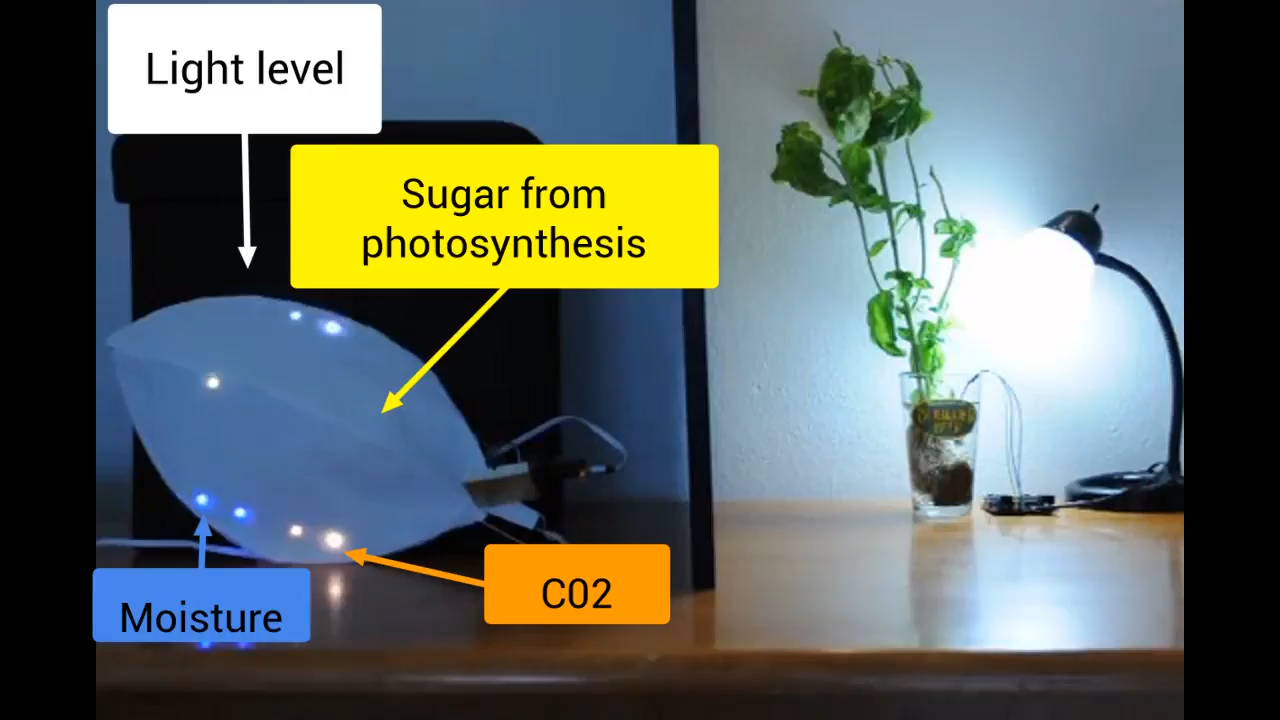 Light level
Sugar from
photosynthesis
Moisture
C02